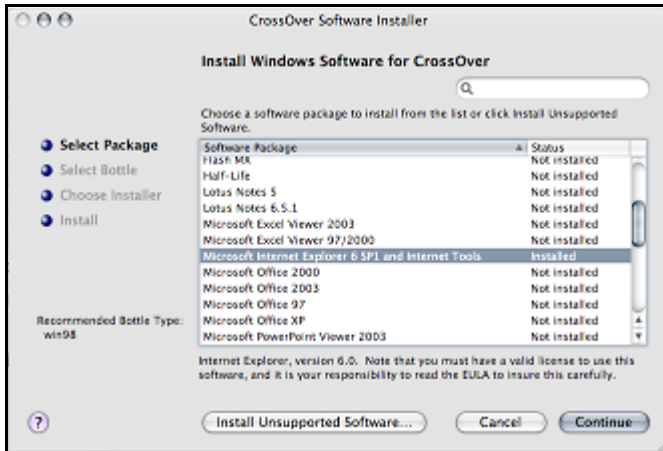 CrossOver Software Installer
Install Windows Software for CrossOver
Choose a software package to install from the list or click Install Unsupported
Software.
Select Package
Select Bottle
Choose Installer
Install
Software Package Status
Flash MX Not installed
Half-Life Not installed
Lotus Notes 5 Not installed
Lotus Notes 6.5.1 Not installed
Microsoft Excel Viewer 2003 Not installed
Microsoft Excel Viewer 97/2000 Not installed
Microsoft Internet Explorer 6 SP1 and Internet Tools Installed
Microsoft Office 2000 Not installed
Microsoft Office 2003 Not installed
Microsoft Office 97 Not installed
Microsoft Office XP Not installed
Microsoft PowerPoint Viewer 2003 Not installed
Recommended Bottle Type:
win98
Internet Explorer, version 6.0. Note that you must have a valid license to use this
software, and it is your responsibility to read the EULA to insure this carefully.
? Install Unsupported Software... Cancel Continue